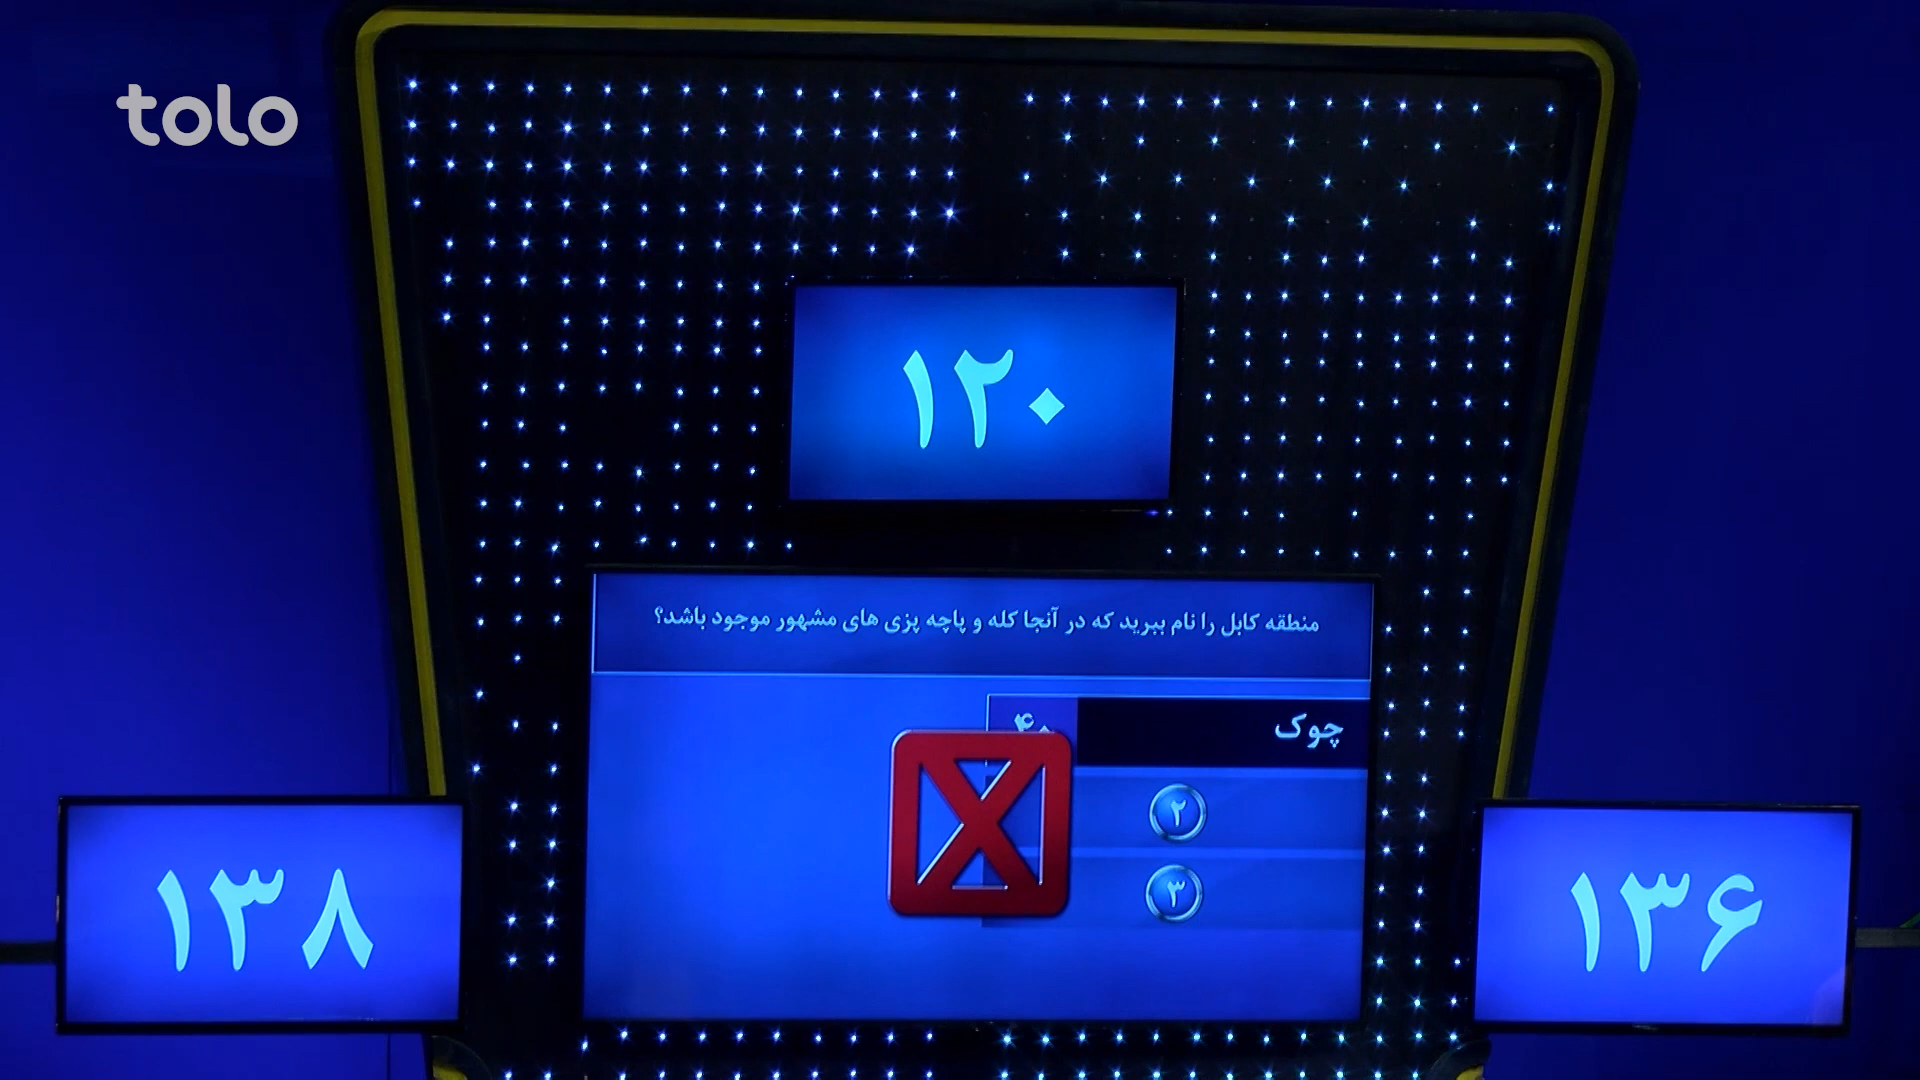 tolo
۱۲۰
منطقه کابل را نام ببرید که در آنجا کله و پاچه پزی های مشهور موجود باشد؟
چوک ۴۰
۲
۳
۱۳۸
۱۳۶